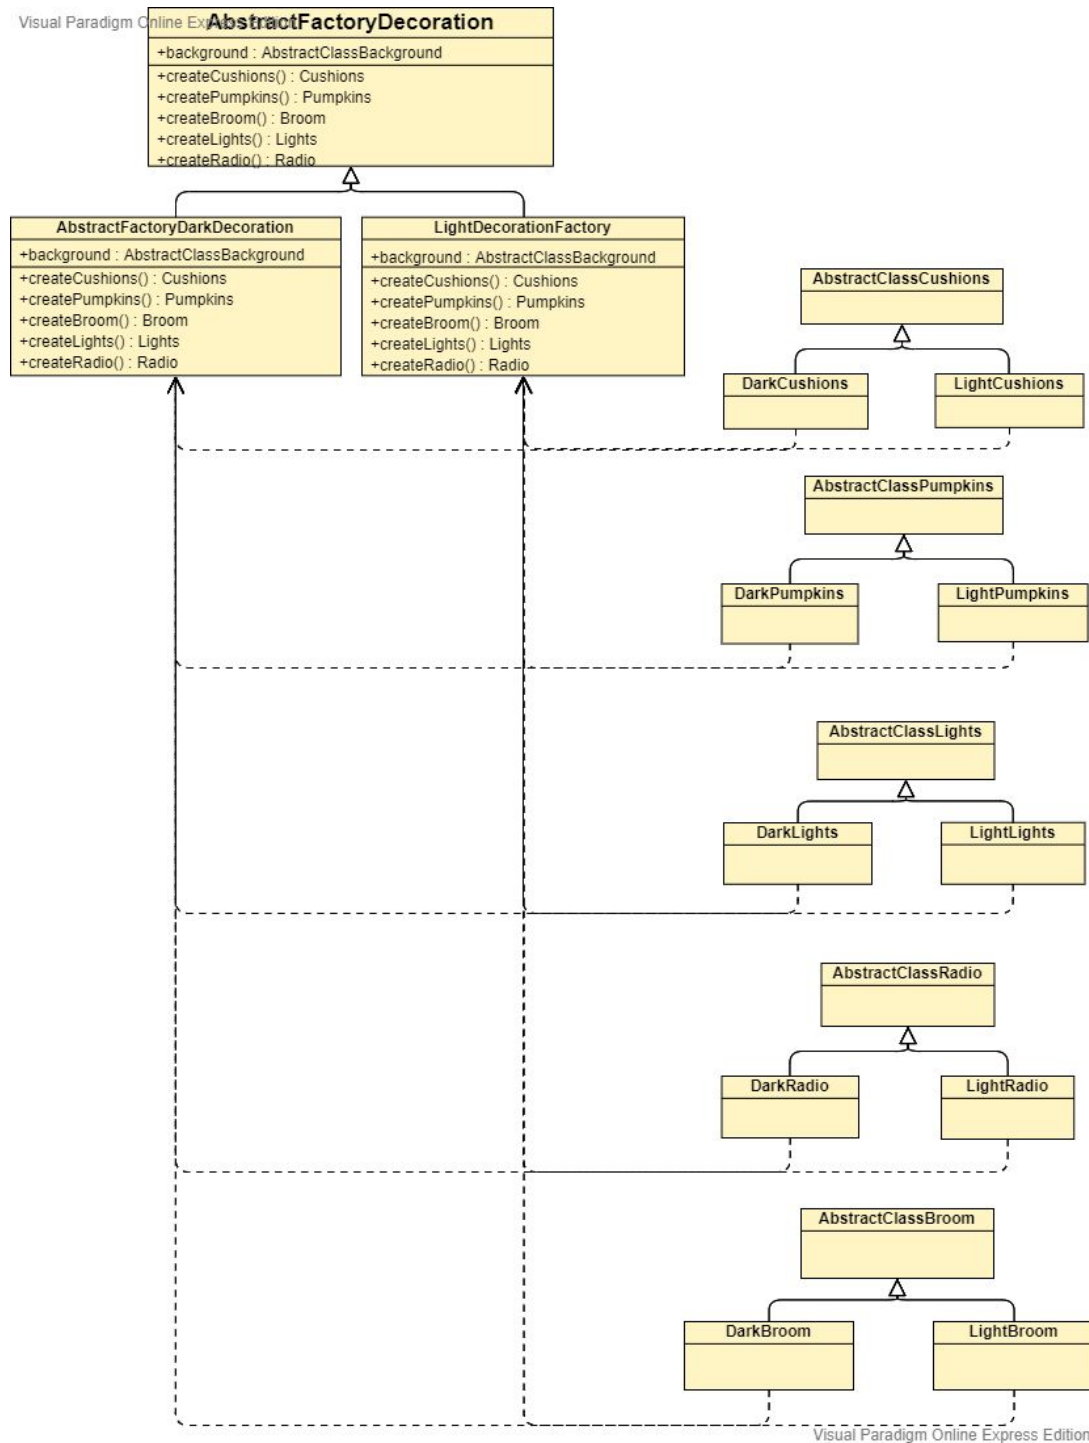 Visual Paradigm Online Express Edition
AbstractFactoryDecoration
+background : AbstractClassBackground
+createCushions() : Cushions
+createPumpkins() : Pumpkins
+createBroom() : Broom
+createLights() : Lights
+createRadio() : Radio
AbstractFactoryDarkDecoration
+background : AbstractClassBackground
+createCushions() : Cushions
+createPumpkins() : Pumpkins
+createBroom() : Broom
+createLights() : Lights
+createRadio() : Radio
LightDecorationFactory
+background : AbstractClassBackground
+createCushions() : Cushions
+createPumpkins() : Pumpkins
+createBroom() : Broom
+createLights() : Lights
+createRadio() : Radio
AbstractClassCushions
DarkCushions
LightCushions
AbstractClassPumpkins
DarkPumpkins
LightPumpkins
AbstractClassLights
DarkLights
LightLights
AbstractClassRadio
DarkRadio
LightRadio
AbstractClassBroom
DarkBroom
LightBroom
Visual Paradigm Online Express Edition